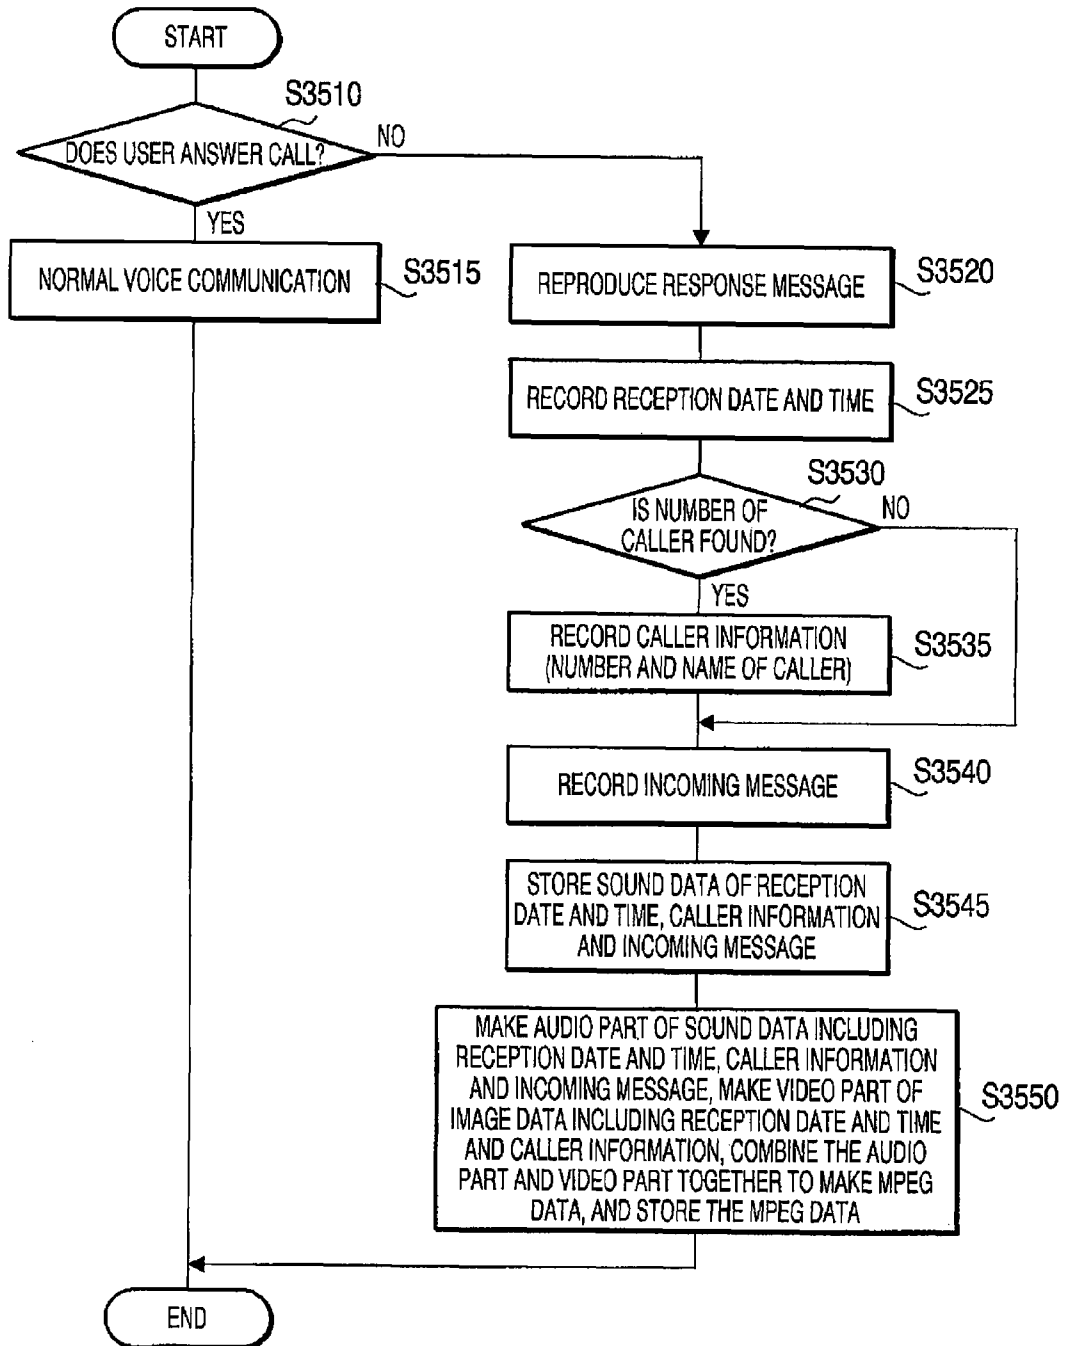 START
S3510
DOES USER ANSWER CALL?
NO
YES
NORMAL VOICE COMMUNICATION
S3515
REPRODUCE RESPONSE MESSAGE
S3520
RECORD RECEPTION DATE AND TIME
S3525
S3530
IS NUMBER OF
CALLER FOUND?
NO
YES
RECORD CALLER INFORMATION
(NUMBER AND NAME OF CALLER)
S3535
RECORD INCOMING MESSAGE
S3540
STORE SOUND DATA OF RECEPTION
DATE AND TIME, CALLER INFORMATION
AND INCOMING MESSAGE
S3545
MAKE AUDIO PART OF SOUND DATA INCLUDING
RECEPTION DATE AND TIME, CALLER INFORMATION
AND INCOMING MESSAGE, MAKE VIDEO PART OF
IMAGE DATA INCLUDING RECEPTION DATE AND TIME
AND CALLER INFORMATION, COMBINE THE AUDIO
PART AND VIDEO PART TOGETHER TO MAKE MPEG
DATA, AND STORE THE MPEG DATA
S3550
END